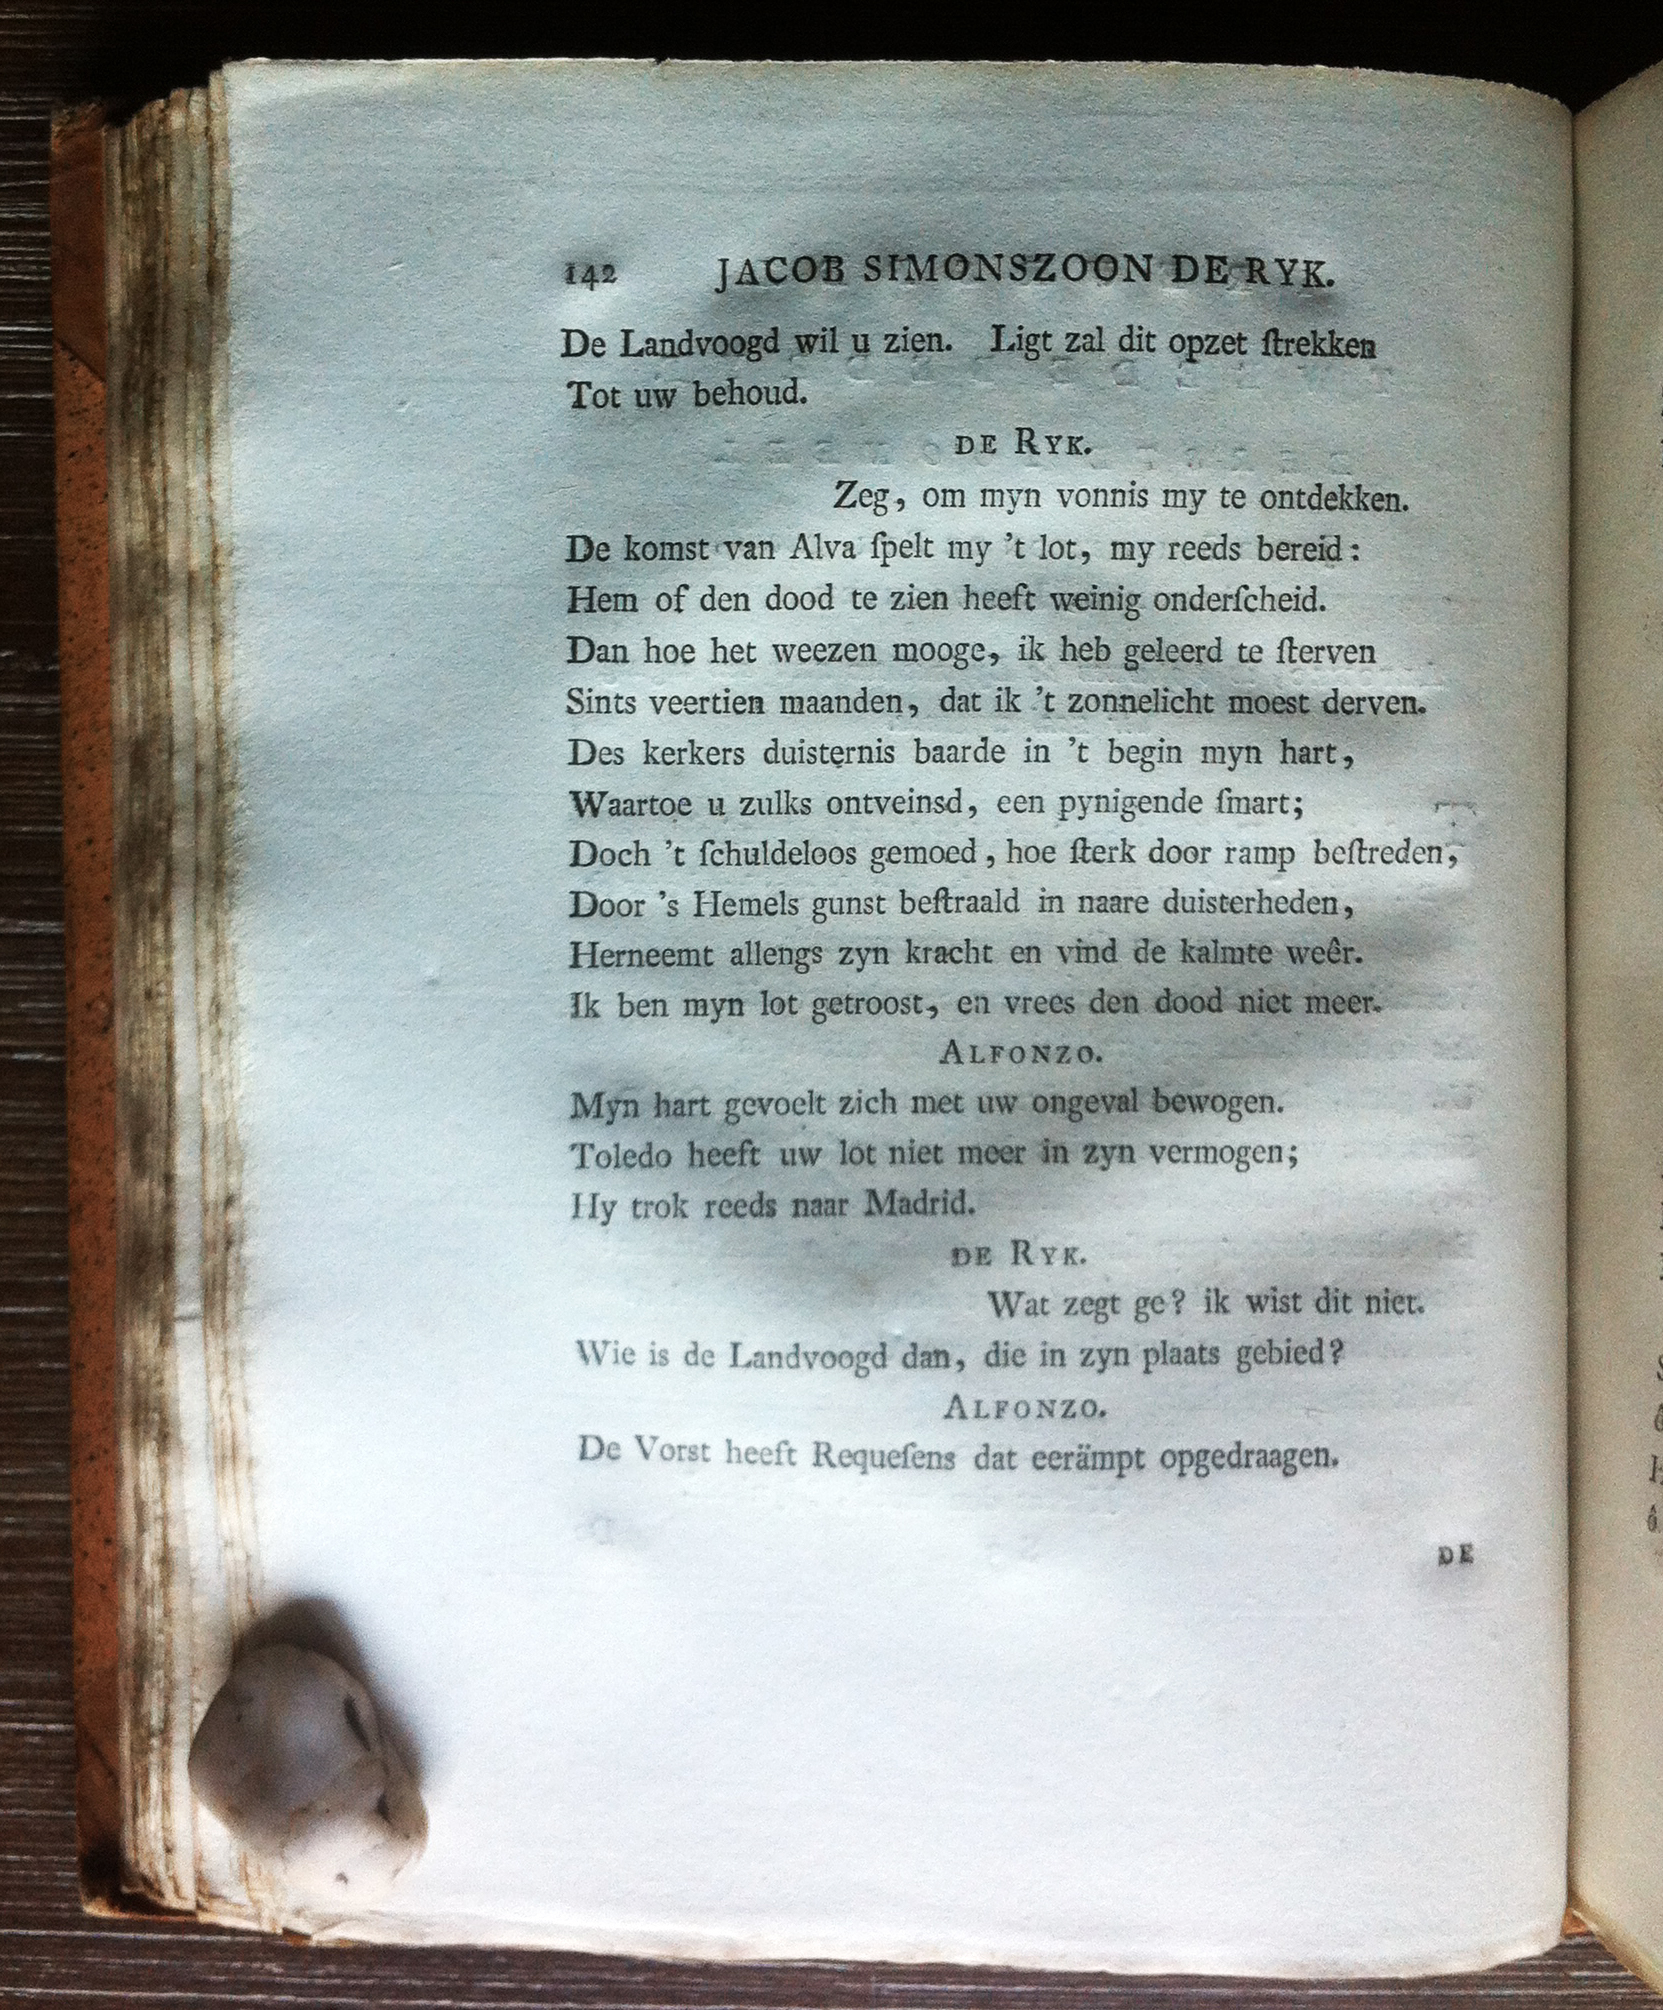 142 JACOB SIMONSZOON DE RYK.
De Landvoogd wil u zien. Ligt zal dit opzet ſtrekken
Tot uw behoud.
DE RYK.
Zeg, om myn vonnis my te ontdekken.
De komst van Alva ſpelt my 't lot, my reeds bereid:
Hem of den dood te zien heeft weinig onderſcheid.
Dan hoe het weezen mooge, ik heb geleerd te ſterven
Sints veertien maanden, dat ik 't zonnelicht moest derven.
Des kerkers duisternis baarde in 't begin myn hart,
Waartoe u zulks ontveinsd, een pynigende ſmart;
Doch 't ſchuldeloos gemoed, hoe ſterk door ramp beſtreden,
Door 's Hemels gunst beſtraald in naare duisterheden,
Herneemt allengs zyn kracht en vind de kalmte weêr.
Ik ben myn lot getroost, en vrees den dood niet meer.
ALFONZO.
Myn hart gevoelt zich met uw ongeval bewogen.
Toledo heeft uw lot niet meer in zyn vermogen;
Hy trok reeds naar Madrid.
DE RYK.
Wat zegt ge? ik wist dit niet.
Wie is de Landvoogd dan, die in zyn plaats gebied?
ALFONZO.
De Vorst heeft Requeſens dat eerämpt opgedraagen.
DE